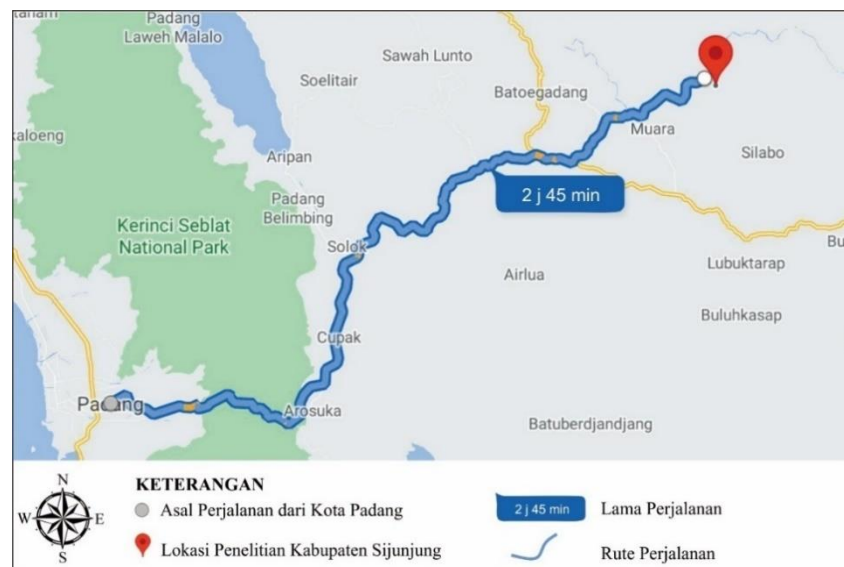 Padang
Laweh Malalo
Sawah Lunto
Soelitair
Batoegadang
kaloeng
Muara
Aripan
Silabo
2 j 45 min
Padang
Belimbing
Kerinci Seblat
National Park
Solok
Airlua
Lubuktarap
Bu
Buluhkasap
Cupak
Padang
Arosuka
Batuberdjandjang
KETERANGAN
N
W E
S
Asal Perjalanan dari Kota Padang
Lokasi Penelitian Kabupaten Sijunjung
2 j 45 min
Lama Perjalanan
Rute Perjalanan